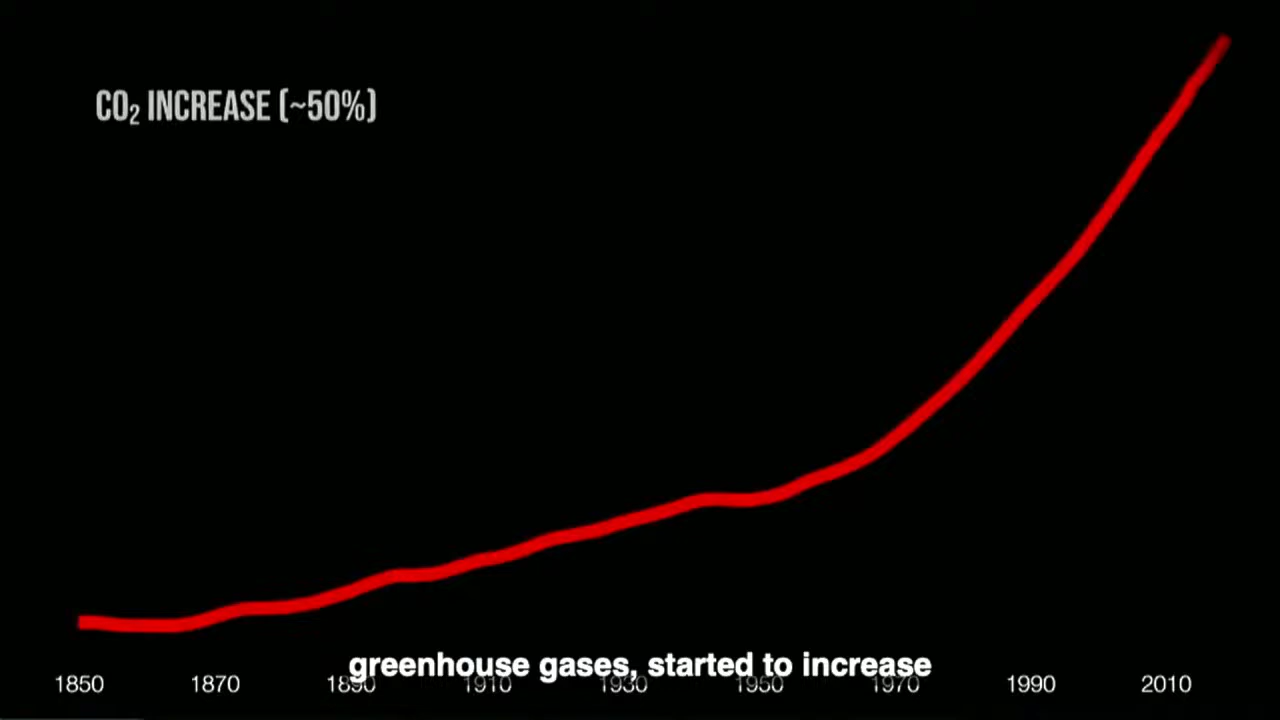 CO₂ INCREASE (~50%)
greenhouse gases, started to increase
1850 1870 1890 1910 1930 1950 1970 1990 2010